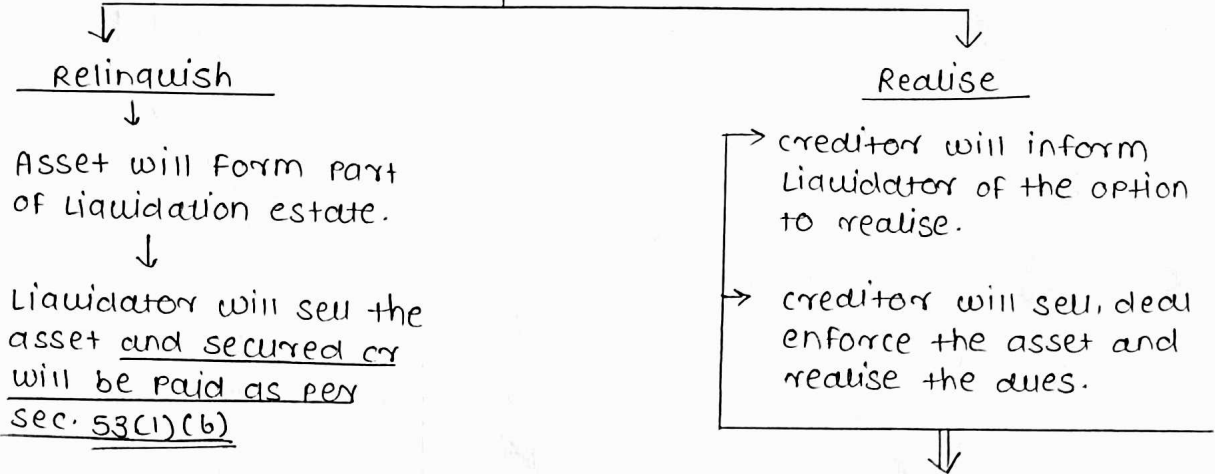 Relinquish
Asset will form part
of Liquidation estate.
Liquidator will sell the
asset and secured cr
will be paid as per
sec. 53(1)(b)
Realise
creditor will inform
Liquidator of the option
to realise.
creditor will sell, deal
enforce the asset and
realise the dues.